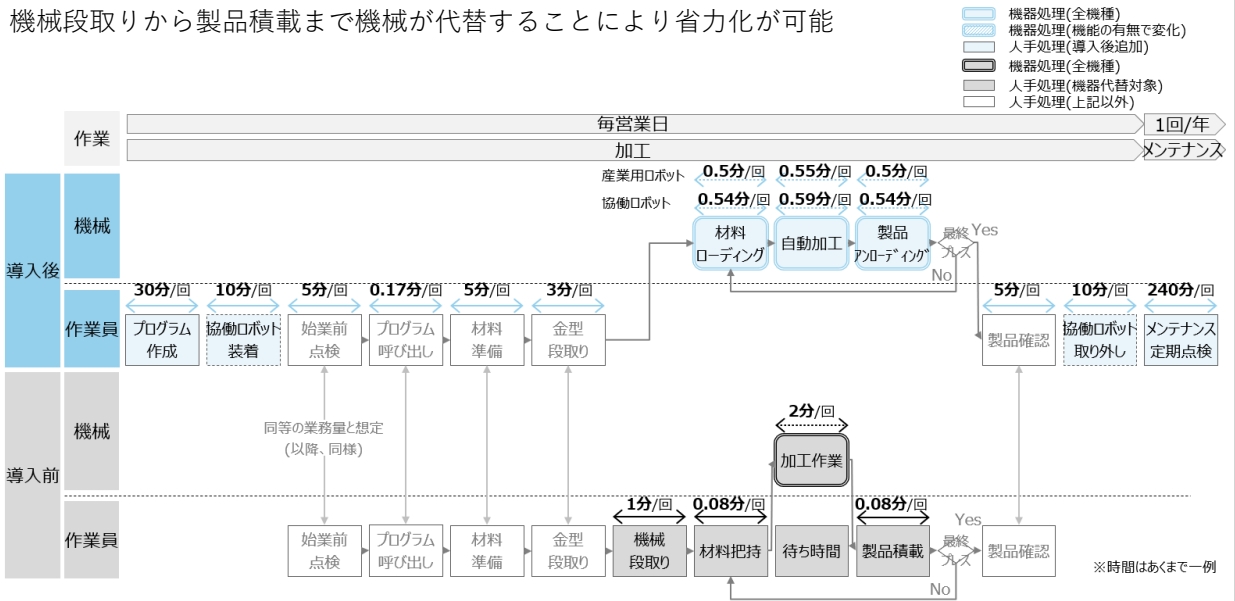 機械段取りから製品積載まで機械が代替することにより省力化が可能
機器処理(全機種)
機器処理(機能の有無で変化)
人手処理(導入後追加)
機器処理(全機種)
人手処理(機器代替対象)
人手処理(上記以外)
作業
毎営業日
1回/年
加工
メンテナンス
導入後
機械
産業用ロボット
0.5分/回
0.55分/回
0.5分/回
協働ロボット
0.54分/回
0.59分/回
0.54分/回
材料
ローディング
自動加工
製品
アンローディング
最終
プレス
Yes
No
作業員
30分/回
10分/回
5分/回
0.17分/回
5分/回
3分/回
5分/回
10分/回
240分/回
プログラム
作成
協働ロボット
装着
始業前
点検
プログラム
呼び出し
材料
準備
金型
段取り
製品確認
協働ロボット
取り外し
メンテナンス
定期点検
導入前
機械
同等の業務量と想定
(以降、同様)
2分/回
加工作業
作業員
1分/回
0.08分/回
0.08分/回
始業前
点検
プログラム
呼び出し
材料
準備
金型
段取り
機械
段取り
材料把持
待ち時間
製品積載
最終
プレス
Yes
No
製品確認
※時間はあくまで一例